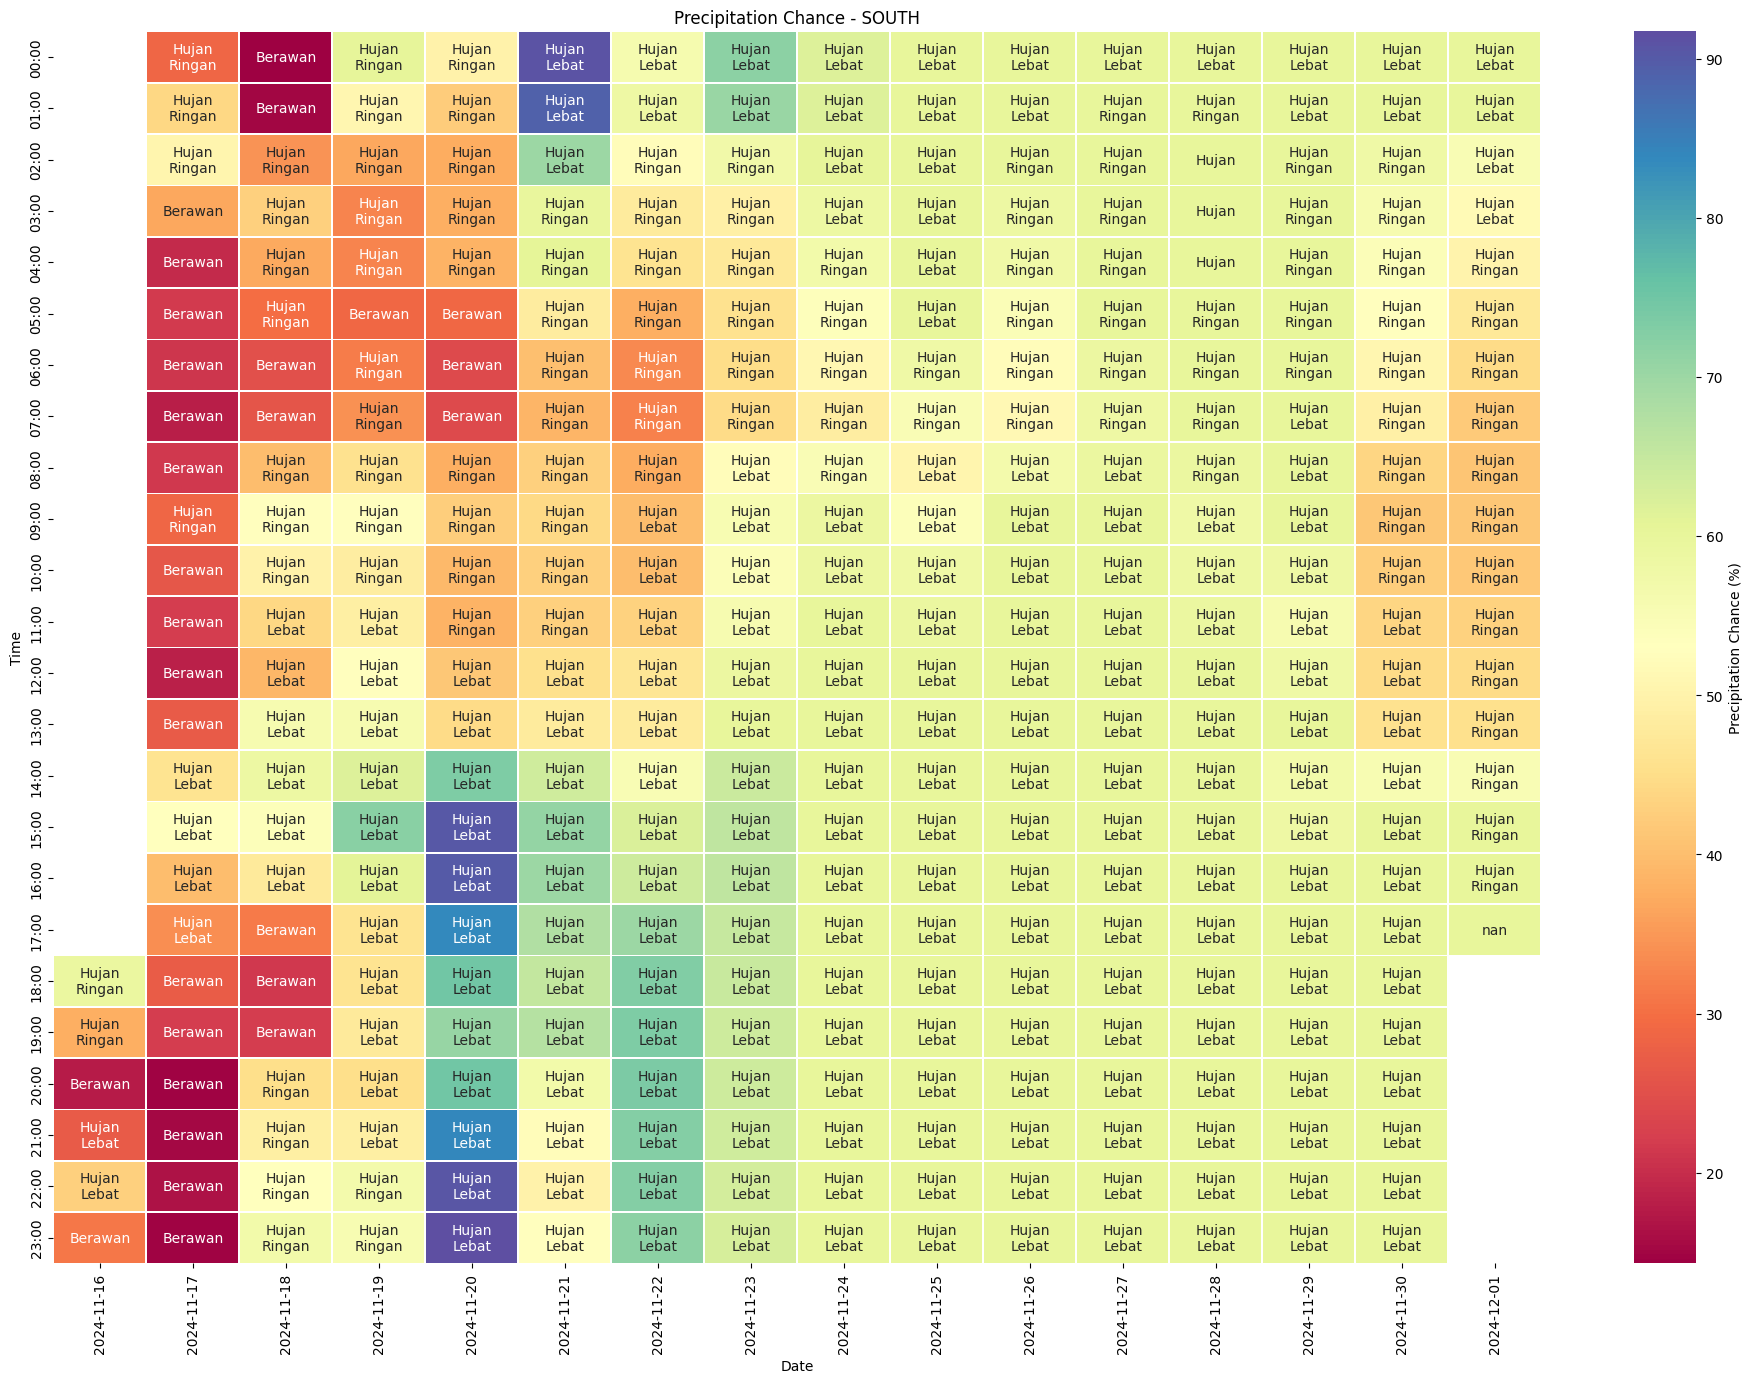 Precipitation Chance - SOUTH
00:00 Hujan Ringan Berawan Hujan Ringan Hujan Ringan Hujan Lebat Hujan Lebat Hujan Lebat Hujan Lebat Hujan Lebat Hujan Lebat Hujan Lebat Hujan Lebat Hujan Lebat Hujan Lebat Hujan Lebat
01:00 Hujan Ringan Berawan Hujan Ringan Hujan Ringan Hujan Lebat Hujan Lebat Hujan Lebat Hujan Lebat Hujan Lebat Hujan Lebat Hujan Ringan Hujan Ringan Hujan Lebat Hujan Lebat Hujan Lebat
02:00 Hujan Ringan Hujan Ringan Hujan Ringan Hujan Ringan Hujan Lebat Hujan Ringan Hujan Ringan Hujan Lebat Hujan Lebat Hujan Ringan Hujan Ringan Hujan Hujan Ringan Hujan Ringan Hujan Lebat
03:00 Berawan Hujan Ringan Hujan Ringan Hujan Ringan Hujan Ringan Hujan Ringan Hujan Ringan Hujan Lebat Hujan Lebat Hujan Ringan Hujan Ringan Hujan Hujan Ringan Hujan Ringan Hujan Lebat
04:00 Berawan Hujan Ringan Hujan Ringan Hujan Ringan Hujan Ringan Hujan Ringan Hujan Ringan Hujan Ringan Hujan Lebat Hujan Ringan Hujan Ringan Hujan Hujan Ringan Hujan Ringan Hujan Ringan
05:00 Berawan Hujan Ringan Berawan Berawan Hujan Ringan Hujan Ringan Hujan Ringan Hujan Ringan Hujan Lebat Hujan Ringan Hujan Ringan Hujan Ringan Hujan Ringan Hujan Ringan Hujan Ringan
06:00 Berawan Berawan Hujan Ringan Berawan Hujan Ringan Hujan Ringan Hujan Ringan Hujan Ringan Hujan Ringan Hujan Ringan Hujan Ringan Hujan Ringan Hujan Ringan Hujan Ringan Hujan Ringan
07:00 Berawan Berawan Hujan Ringan Berawan Hujan Ringan Hujan Ringan Hujan Ringan Hujan Ringan Hujan Ringan Hujan Ringan Hujan Ringan Hujan Ringan Hujan Lebat Hujan Ringan Hujan Ringan
08:00 Berawan Hujan Ringan Hujan Ringan Hujan Ringan Hujan Ringan Hujan Ringan Hujan Lebat Hujan Ringan Hujan Lebat Hujan Lebat Hujan Lebat Hujan Ringan Hujan Lebat Hujan Ringan Hujan Ringan
09:00 Hujan Ringan Hujan Ringan Hujan Ringan Hujan Ringan Hujan Ringan Hujan Lebat Hujan Lebat Hujan Lebat Hujan Lebat Hujan Lebat Hujan Lebat Hujan Lebat Hujan Lebat Hujan Ringan Hujan Ringan
10:00 Berawan Hujan Ringan Hujan Ringan Hujan Ringan Hujan Ringan Hujan Lebat Hujan Lebat Hujan Lebat Hujan Lebat Hujan Lebat Hujan Lebat Hujan Lebat Hujan Lebat Hujan Ringan Hujan Ringan
11:00 Berawan Hujan Lebat Hujan Lebat Hujan Ringan Hujan Ringan Hujan Lebat Hujan Lebat Hujan Lebat Hujan Lebat Hujan Lebat Hujan Lebat Hujan Lebat Hujan Lebat Hujan Lebat Hujan Ringan
12:00 Berawan Hujan Lebat Hujan Lebat Hujan Lebat Hujan Lebat Hujan Lebat Hujan Lebat Hujan Lebat Hujan Lebat Hujan Lebat Hujan Lebat Hujan Lebat Hujan Lebat Hujan Lebat Hujan Ringan
13:00 Berawan Hujan Lebat Hujan Lebat Hujan Lebat Hujan Lebat Hujan Lebat Hujan Lebat Hujan Lebat Hujan Lebat Hujan Lebat Hujan Lebat Hujan Lebat Hujan Lebat Hujan Lebat Hujan Ringan
14:00 Hujan Lebat Hujan Lebat Hujan Lebat Hujan Lebat Hujan Lebat Hujan Lebat Hujan Lebat Hujan Lebat Hujan Lebat Hujan Lebat Hujan Lebat Hujan Lebat Hujan Lebat Hujan Lebat Hujan Ringan
15:00 Hujan Lebat Hujan Lebat Hujan Lebat Hujan Lebat Hujan Lebat Hujan Lebat Hujan Lebat Hujan Lebat Hujan Lebat Hujan Lebat Hujan Lebat Hujan Lebat Hujan Lebat Hujan Lebat Hujan Ringan
16:00 Hujan Lebat Hujan Lebat Hujan Lebat Hujan Lebat Hujan Lebat Hujan Lebat Hujan Lebat Hujan Lebat Hujan Lebat Hujan Lebat Hujan Lebat Hujan Lebat Hujan Lebat Hujan Lebat Hujan Ringan
17:00 Hujan Lebat Berawan Hujan Lebat Hujan Lebat Hujan Lebat Hujan Lebat Hujan Lebat Hujan Lebat Hujan Lebat Hujan Lebat Hujan Lebat Hujan Lebat Hujan Lebat Hujan Lebat nan
18:00 Hujan Ringan Berawan Berawan Hujan Lebat Hujan Lebat Hujan Lebat Hujan Lebat Hujan Lebat Hujan Lebat Hujan Lebat Hujan Lebat Hujan Lebat Hujan Lebat Hujan Lebat Hujan Lebat
19:00 Hujan Ringan Berawan Berawan Hujan Lebat Hujan Lebat Hujan Lebat Hujan Lebat Hujan Lebat Hujan Lebat Hujan Lebat Hujan Lebat Hujan Lebat Hujan Lebat Hujan Lebat Hujan Lebat
20:00 Berawan Berawan Hujan Ringan Hujan Lebat Hujan Lebat Hujan Lebat Hujan Lebat Hujan Lebat Hujan Lebat Hujan Lebat Hujan Lebat Hujan Lebat Hujan Lebat Hujan Lebat Hujan Lebat
21:00 Hujan Lebat Berawan Hujan Ringan Hujan Lebat Hujan Lebat Hujan Lebat Hujan Lebat Hujan Lebat Hujan Lebat Hujan Lebat Hujan Lebat Hujan Lebat Hujan Lebat Hujan Lebat Hujan Lebat
22:00 Hujan Lebat Berawan Hujan Ringan Hujan Ringan Hujan Lebat Hujan Lebat Hujan Lebat Hujan Lebat Hujan Lebat Hujan Lebat Hujan Lebat Hujan Lebat Hujan Lebat Hujan Lebat Hujan Lebat
23:00 Berawan Berawan Hujan Ringan Hujan Ringan Hujan Lebat Hujan Lebat Hujan Lebat Hujan Lebat Hujan Lebat Hujan Lebat Hujan Lebat Hujan Lebat Hujan Lebat Hujan Lebat Hujan Lebat
Time
2024-11-16 2024-11-17 2024-11-18 2024-11-19 2024-11-20 2024-11-21 2024-11-22 2024-11-23 2024-11-24 2024-11-25 2024-11-26 2024-11-27 2024-11-28 2024-11-29 2024-11-30 2024-12-01
Date
90
80
70
60
50
40
30
20
Precipitation Chance (%)